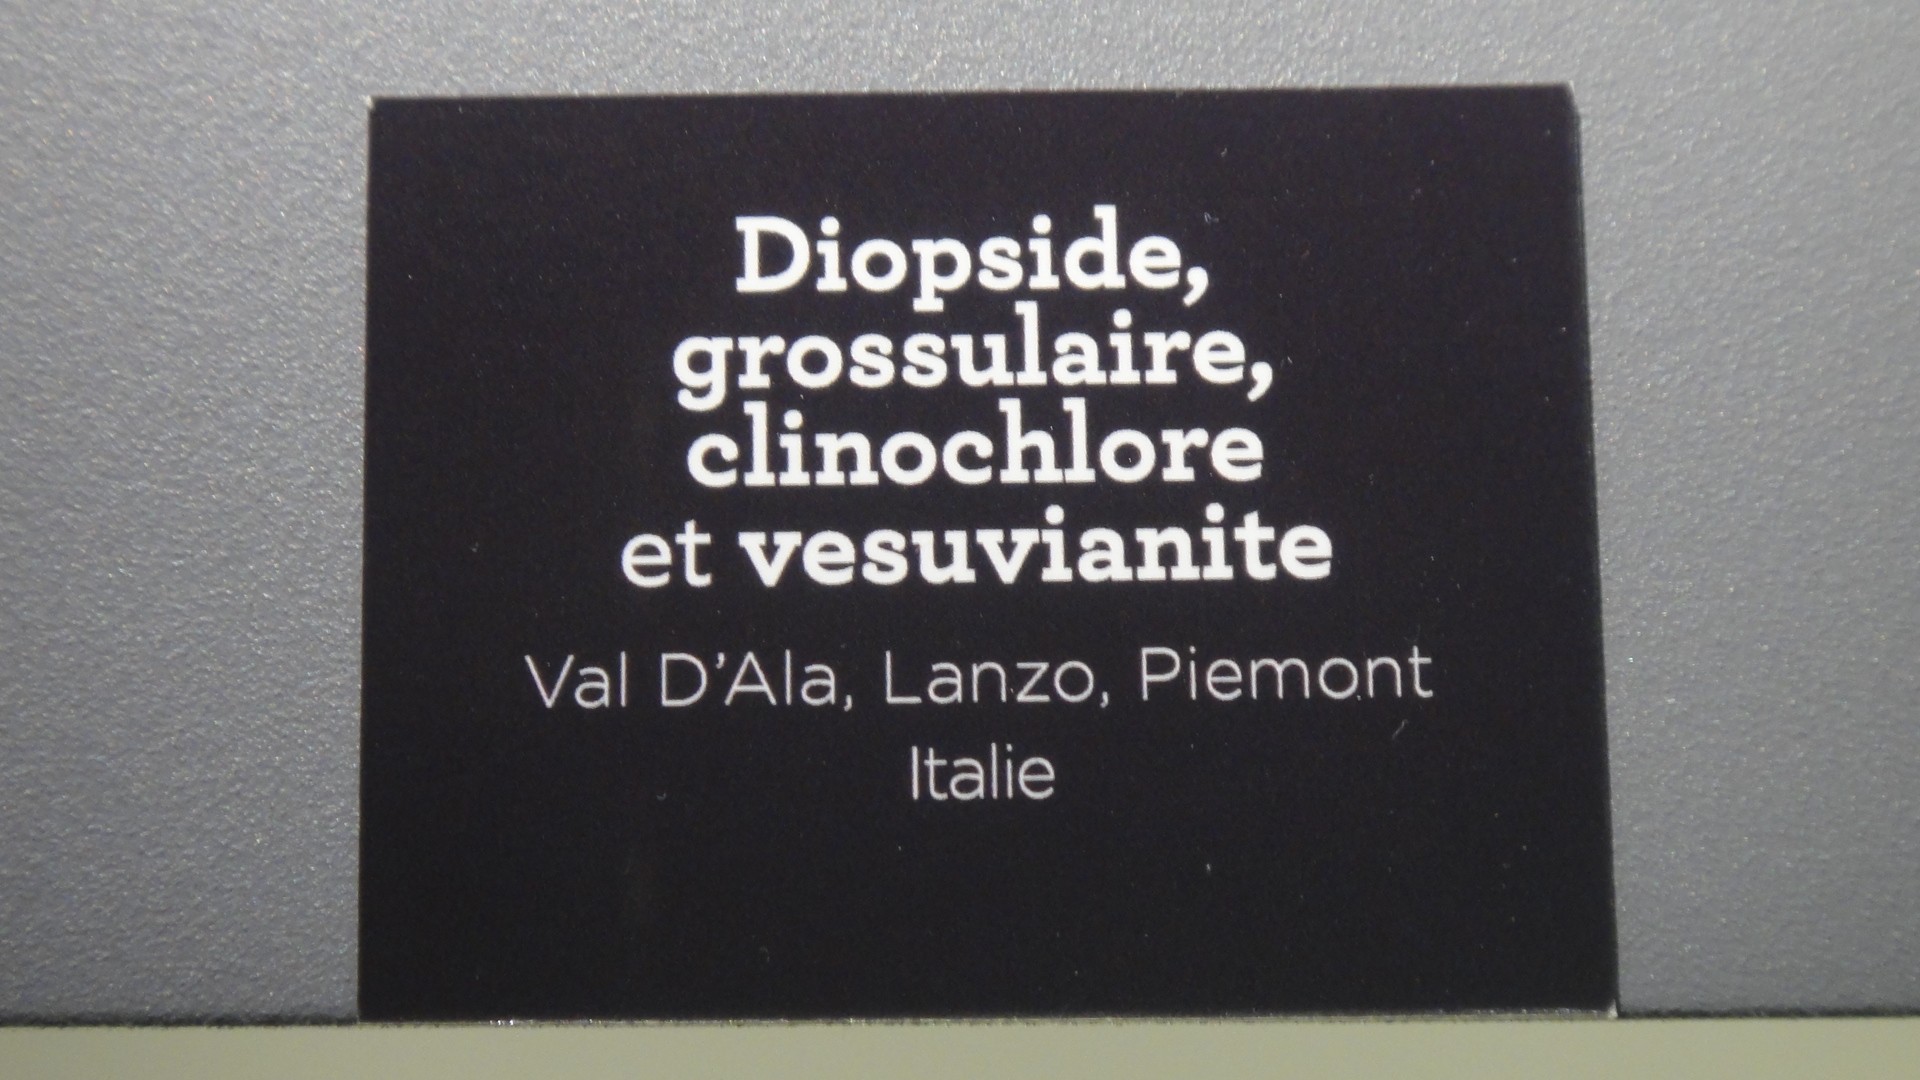 Diopside,
grossulaire,
clinochlore
et vesuvianite
Val D’Ala, Lanzo, Piemont
Italie